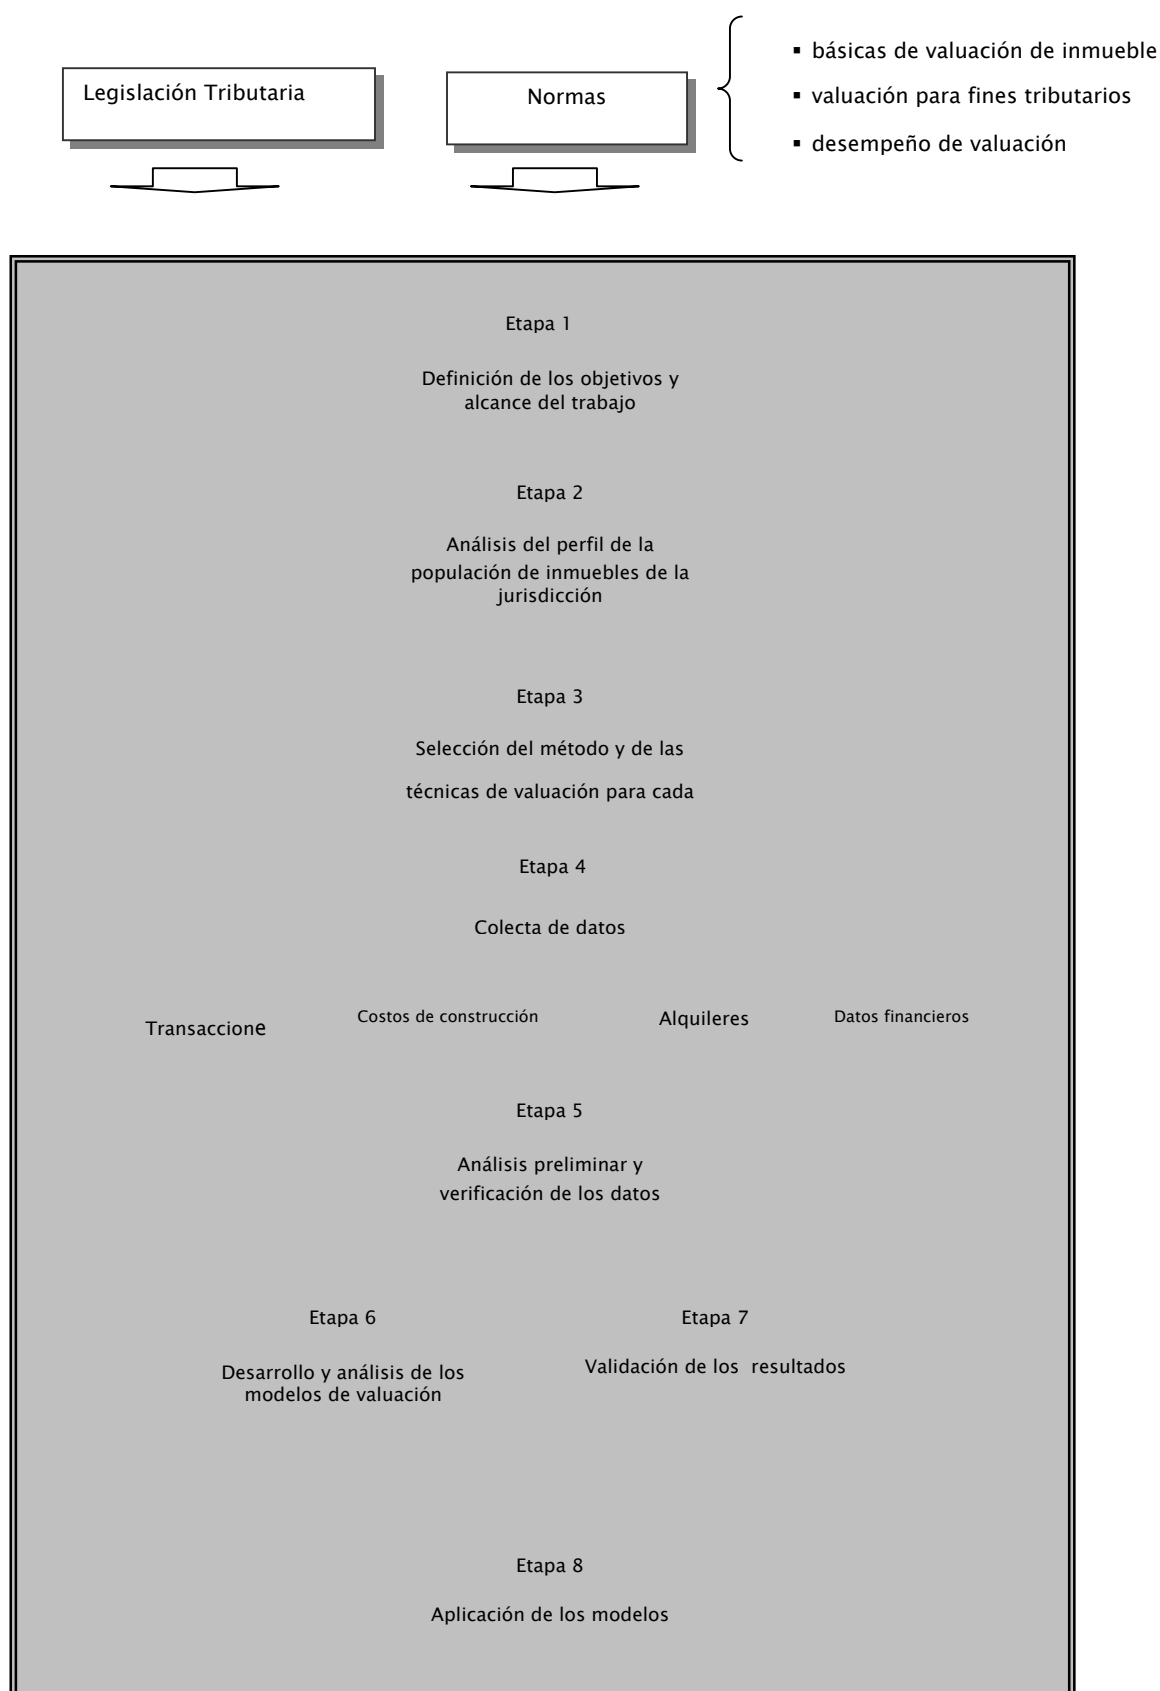 Legislación Tributaria
Normas
▪ básicas de valuación de inmueble
▪ valuación para fines tributarios
▪ desempeño de valuación
Etapa 1
Definición de los objetivos y
alcance del trabajo
Etapa 2
Análisis del perfil de la
populación de inmuebles de la
jurisdicción
Etapa 3
Selección del método y de las
técnicas de valuación para cada
Etapa 4
Colecta de datos
Transaccione
Costos de construcción
Alquileres
Datos financieros
Etapa 5
Análisis preliminar y
verificación de los datos
Etapa 6
Desarrollo y análisis de los
modelos de valuación
Etapa 7
Validación de los resultados
Etapa 8
Aplicación de los modelos